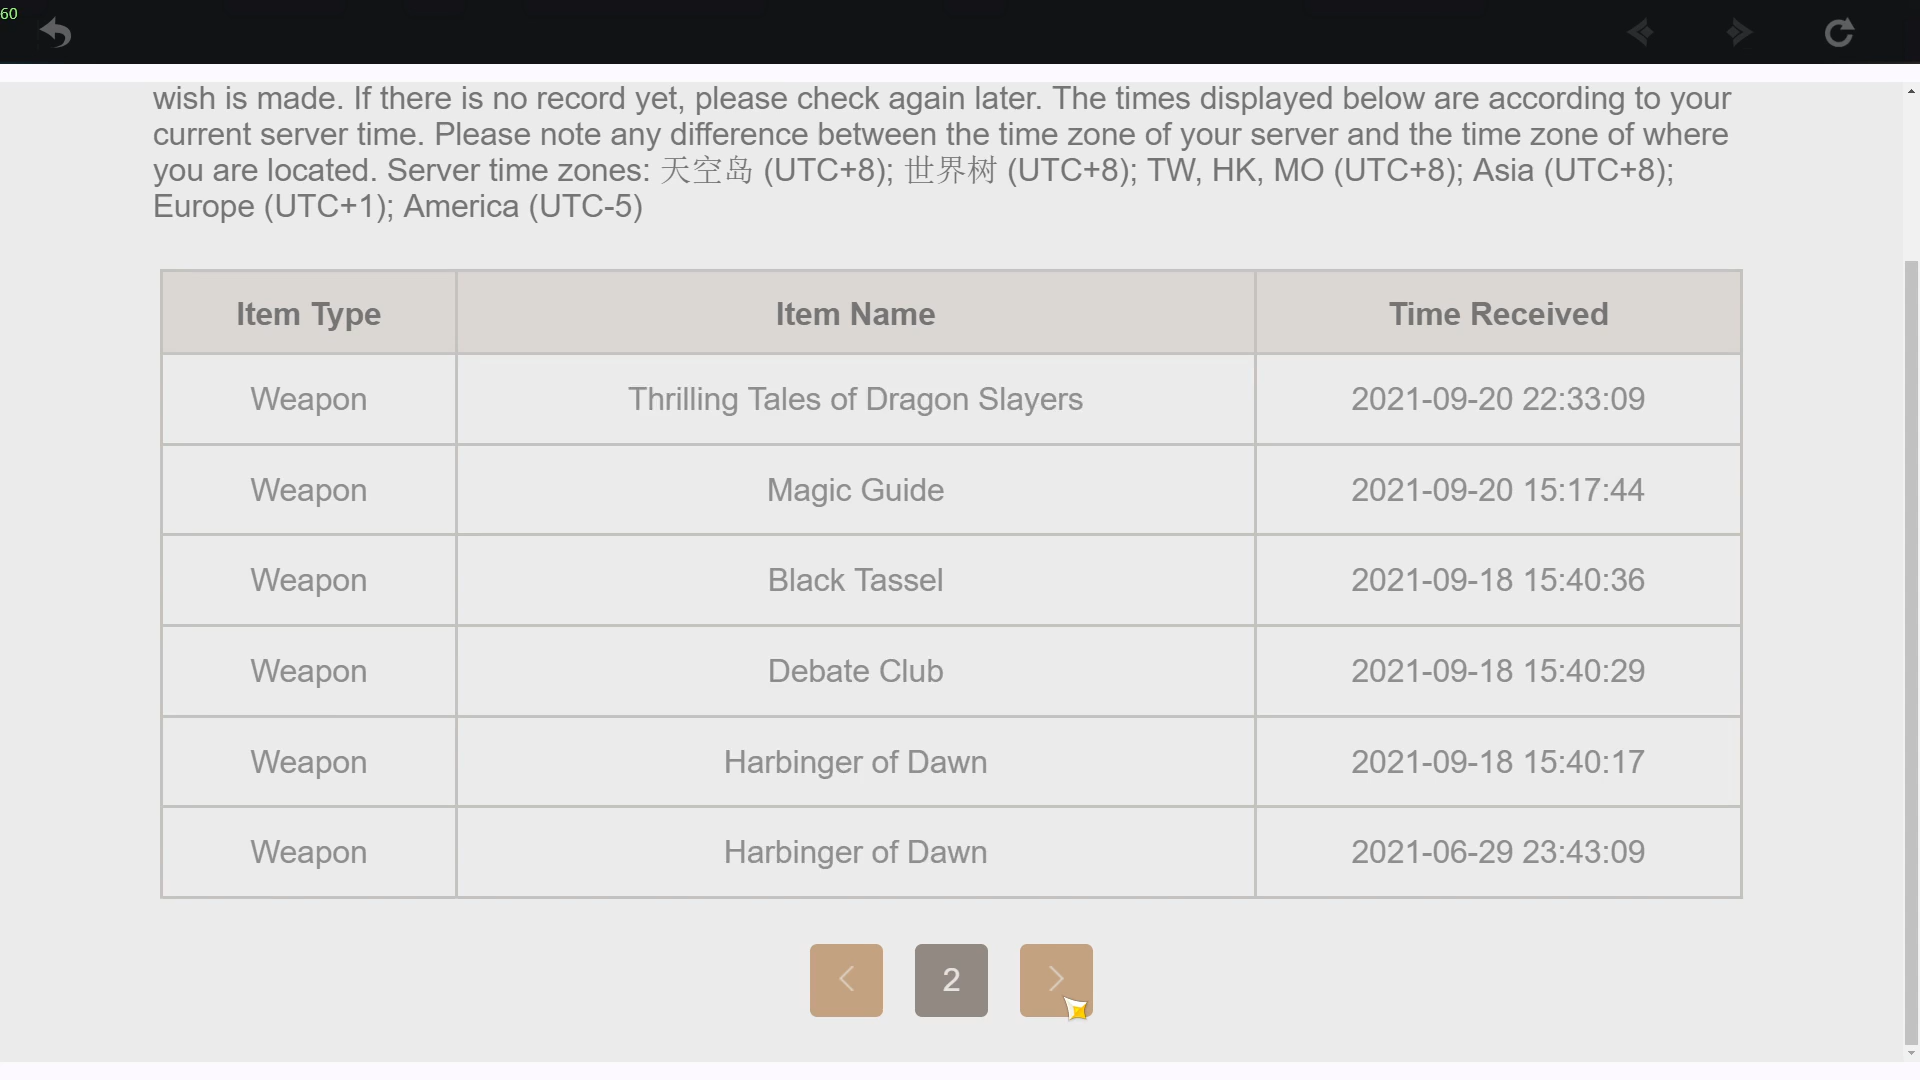 60
wish is made. If there is no record yet, please check again later. The times displayed below are according to your
current server time. Please note any difference between the time zone of your server and the time zone of where
you are located. Server time zones: 天空岛 (UTC+8); 世界树 (UTC+8); TW, HK, MO (UTC+8); Asia (UTC+8);
Europe (UTC+1); America (UTC-5)
Item Type Item Name Time Received
Weapon Thrilling Tales of Dragon Slayers 2021-09-20 22:33:09
Weapon Magic Guide 2021-09-20 15:17:44
Weapon Black Tassel 2021-09-18 15:40:36
Weapon Debate Club 2021-09-18 15:40:29
Weapon Harbinger of Dawn 2021-09-18 15:40:17
Weapon Harbinger of Dawn 2021-06-29 23:43:09
2